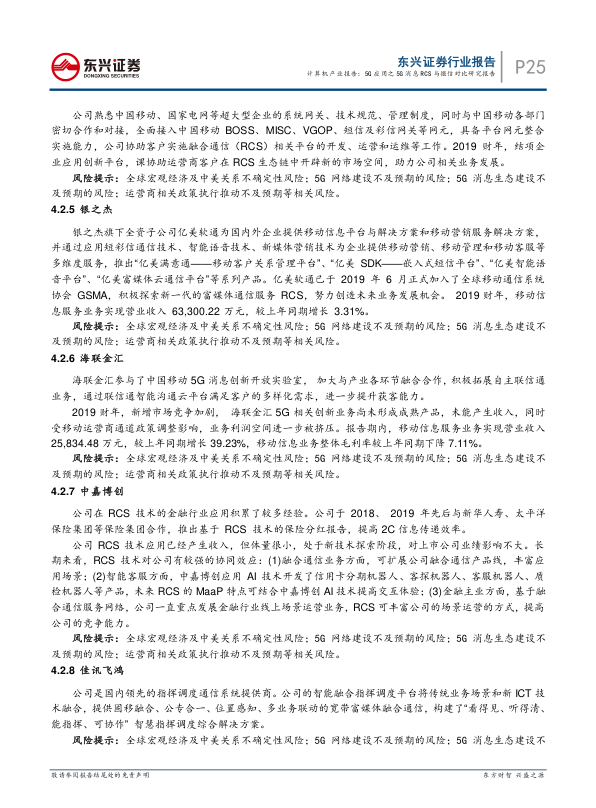 东兴证券
DONGXING SECURITIES
东兴证券行业报告
计算机产业报告：5G 应用之 5G 消息 RCS 与微信对比研究报告
P25
公司熟悉中国移动、国家电网等超大型企业的系统网关、技术规范、管理制度，同时与中国移动各部门
密切合作和对接，全面接入中国移动 BOSS、MISC、VGOP、短信及彩信网关等网元，具备平台网元整合
实施能力，公司协助客户实施融合通信（RCS）相关平台的开发、运营和运维等工作。2019 财年，结项企
业应用创新平台，课协助运营商客户在 RCS 生态链中开辟新的市场空间，助力公司相关业务发展。
风险提示：全球宏观经济及中美关系不确定性风险；5G 网络建设不及预期的风险；5G 消息生态建设不
及预期的风险；运营商相关政策执行推动不及预期等相关风险。
4.2.5 银之杰
银之杰旗下全资子公司亿美软通为国内外企业提供移动信息平台与解决方案和移动营销服务解决方案，
并通过应用短彩信通信技术、智能语音技术、新媒体营销技术为企业提供移动营销、移动管理和移动客服等
多维度服务，推出“亿美满意通——移动客户关系管理平台”、“亿美 SDK——嵌入式短信平台”、“亿美智能语
音平台”、“亿美富媒体云通信平台”等系列产品。亿美软通已于 2019 年 6 月正式加入了全球移动通信系统
协会 GSMA，积极探索新一代的富媒体通信服务 RCS，努力创造未来业务发展机会。 2019 财年，移动信
息服务业务实现营业收入 63,300.22 万元，较上年同期增长 3.31%。
风险提示：全球宏观经济及中美关系不确定性风险；5G 网络建设不及预期的风险；5G 消息生态建设不
及预期的风险；运营商相关政策执行推动不及预期等相关风险。
4.2.6 海联金汇
海联金汇参与了中国移动 5G 消息创新开放实验室， 加大与产业各环节融合合作，积极拓展自主联信通
业务，通过联信通智能沟通云平台满足客户的多样化需求，进一步提升获客能力。
2019 财年，新增市场竞争加剧， 海联金汇 5G 相关创新业务尚未形成成熟产品，未能产生收入，同时
受移动运营商通道政策调整影响，业务利润空间进一步被挤压。报告期内，移动信息服务业务实现营业收入
25,834.48 万元，较上年同期增长 39.23%，移动信息业务整体毛利率较上年同期下降 7.11%。
风险提示：全球宏观经济及中美关系不确定性风险；5G 网络建设不及预期的风险；5G 消息生态建设不
及预期的风险；运营商相关政策执行推动不及预期等相关风险。
4.2.7 中嘉博创
公司在 RCS 技术的金融行业应用积累了较多经验。公司于 2018、 2019 年先后与新华人寿、太平洋
保险集团等保险集团合作，推出基于 RCS 技术的保险分红报告，提高 2C 信息传递效率。
公司 RCS 技术应用已经产生收入，但体量很小，处于新技术探索阶段，对上市公司业绩影响不大。长
期来看，RCS 技术对公司有较强的协同效应：(1)融合通信业务方面，可扩展公司融合通信产品线，丰富应
用场景；(2)智能客服方面，中嘉博创应用 AI 技术开发了信用卡分期机器人、客探机器人、客服机器人、质
检机器人等产品，未来 RCS 的 MaaP 特点可结合中嘉博创 AI 技术提高交互体验；(3)金融主业方面，基于融
合通信服务网络，公司一直重点发展金融行业线上场景运营业务，RCS 可丰富公司的场景运营的方式，提高
公司的竞争能力。
风险提示：全球宏观经济及中美关系不确定性风险；5G 网络建设不及预期的风险；5G 消息生态建设不
及预期的风险；运营商相关政策执行推动不及预期等相关风险。
4.2.8 佳讯飞鸿
公司是国内领先的指挥调度通信系统提供商。公司的智能融合指挥调度平台将传统业务场景和新 ICT 技
术融合，提供固移融合、公专合一、位置感知、多业务联动的宽带富媒体融合通信，构建了“看得见、听得清、
能指挥、可协作” 智慧指挥调度综合解决方案。
风险提示：全球宏观经济及中美关系不确定性风险；5G 网络建设不及预期的风险；5G 消息生态建设不
敬请参阅报告结尾处的免责声明
东方财智 兴盛之源